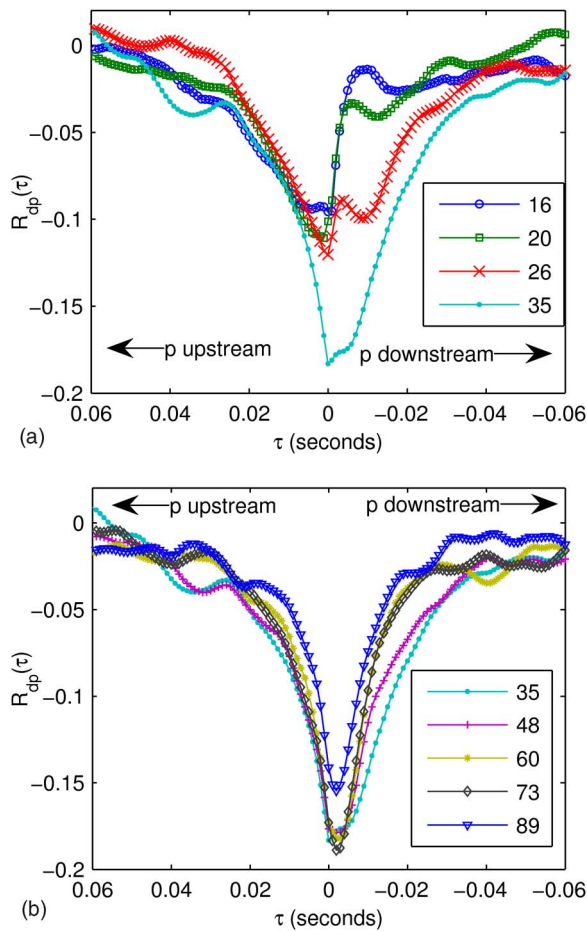 0
−0.05
−0.1
−0.15
−0.2
R_dp(τ)
16
20
26
35
p upstream
p downstream
0.06 0.04 0.02 0 −0.02 −0.04 −0.06
(a)
τ (seconds)
p upstream
p downstream
0
−0.05
−0.1
−0.15
−0.2
R_dp(τ)
35
48
60
73
89
0.06 0.04 0.02 0 −0.02 −0.04 −0.06
(b)
τ (seconds)